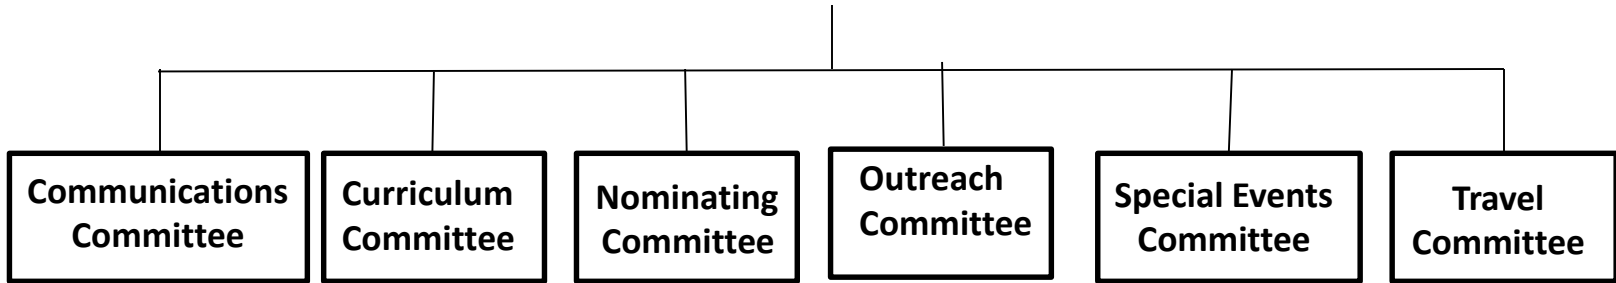 Communications
Committee
Curriculum
Committee
Nominating
Committee
Outreach
Committee
Special Events
Committee
Travel
Committee